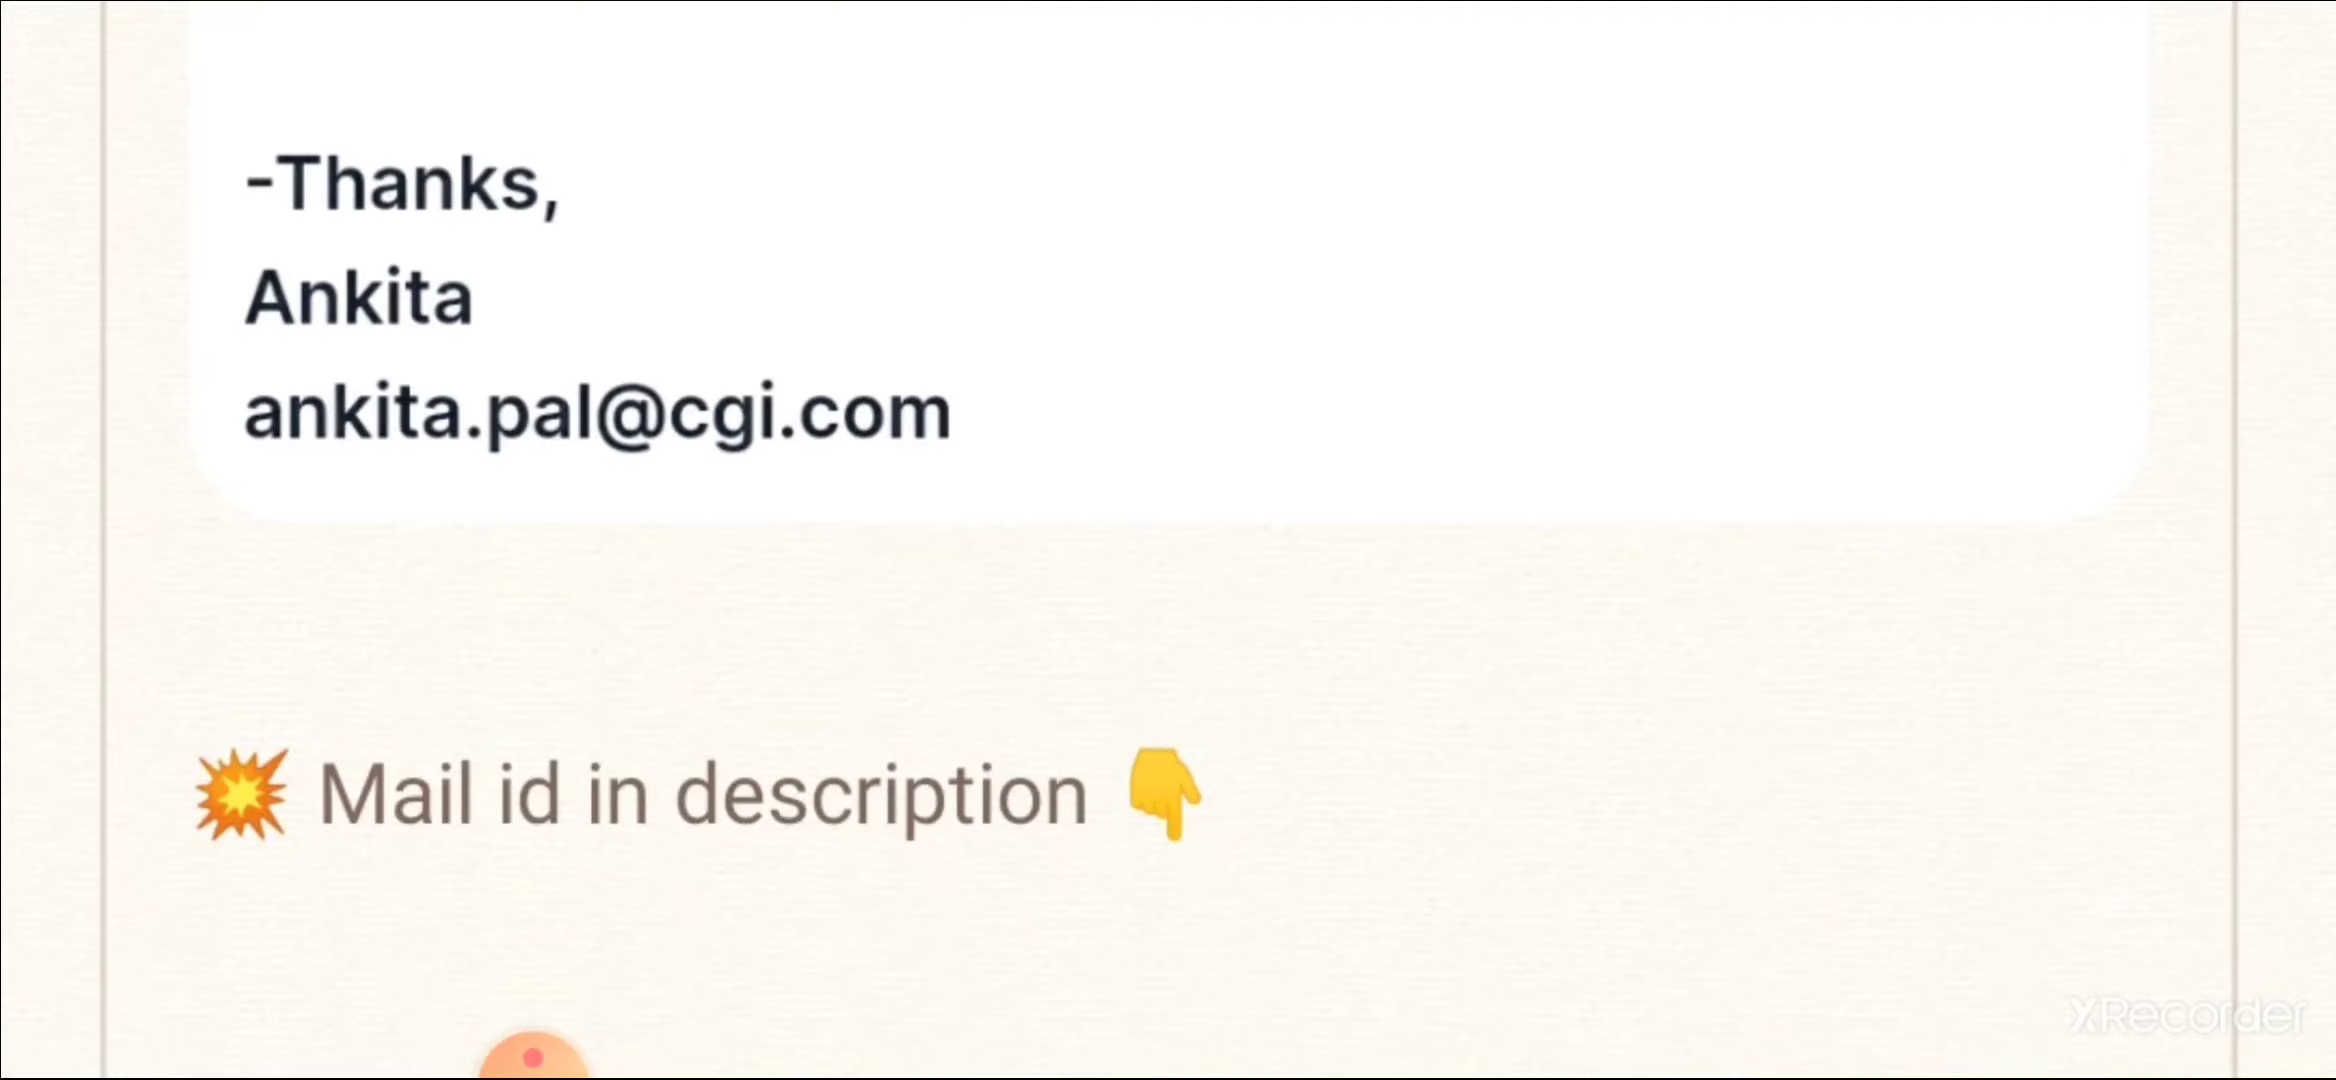 -Thanks,
Ankita
ankita.pal@cgi.com
💥 Mail id in description 👇
XRecorder